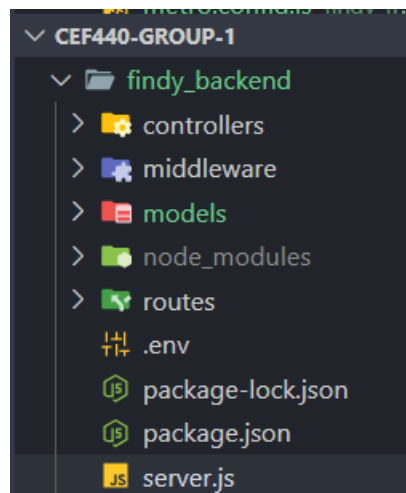 CEF440-GROUP-1
findy_backend
controllers
middleware
models
node_modules
routes
.env
package-lock.json
package.json
server.js